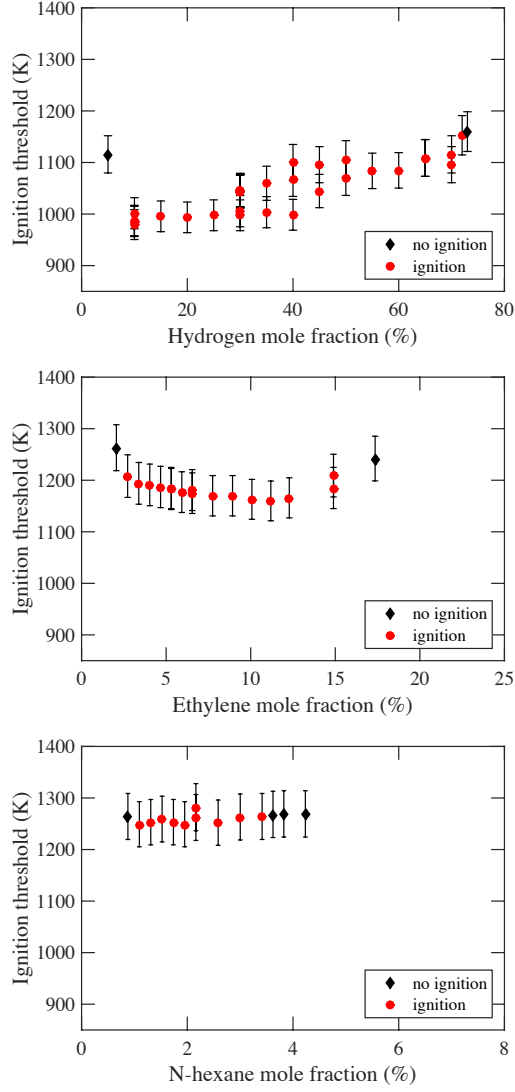 1400
1300
1200
1100
1000
900
Ignition threshold (K)
no ignition
ignition
0 20 40 60 80
Hydrogen mole fraction (%)
1400
1300
1200
1100
1000
900
Ignition threshold (K)
no ignition
ignition
0 5 10 15 20 25
Ethylene mole fraction (%)
1400
1300
1200
1100
1000
900
Ignition threshold (K)
no ignition
ignition
0 2 4 6 8
N-hexane mole fraction (%)